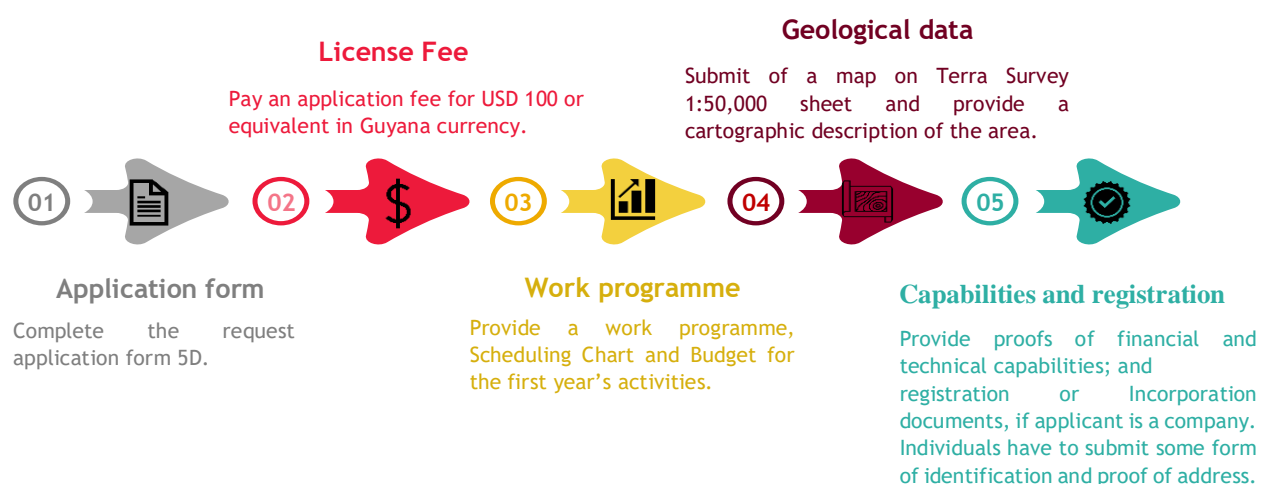 01
Application form
Complete the request
application form 5D.
02
License Fee
Pay an application fee for USD 100 or
equivalent in Guyana currency.
03
Work programme
Provide a work programme,
Scheduling Chart and Budget for
the first year’s activities.
04
Geological data
Submit of a map on Terra Survey
1:50,000 sheet and provide a
cartographic description of the area.
05
Capabilities and registration
Provide proofs of financial and
technical capabilities; and
registration or Incorporation
documents, if applicant is a company.
Individuals have to submit some form
of identification and proof of address.